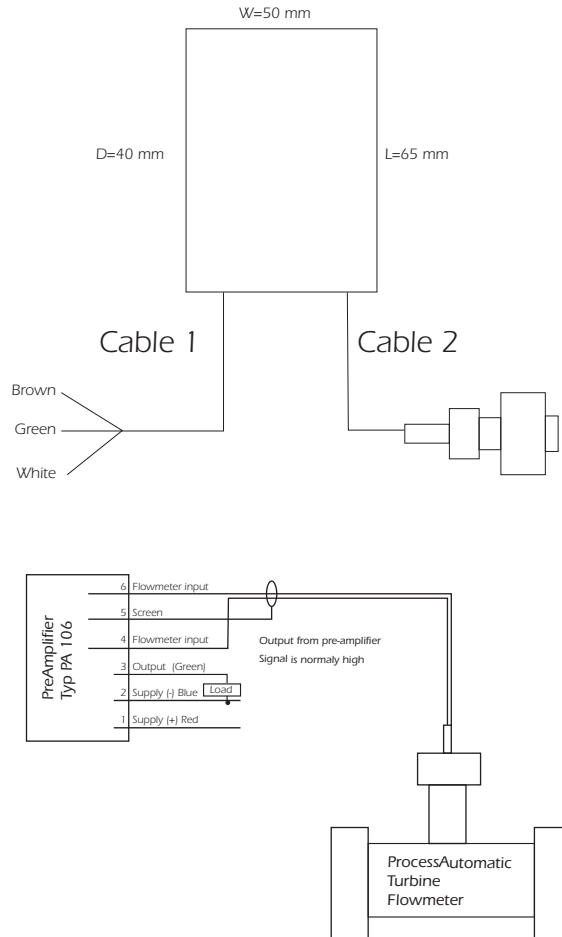 W=50 mm
D=40 mm
L=65 mm
Cable 1
Cable 2
Brown
Green
White
PreAmplifier
Typ PA 106
6 Flowmeter input
5 Screen
4 Flowmeter input
3 Output (Green)
2 Supply (-) Blue
1 Supply (+) Red
Load
Output from pre-amplifier
Signal is normaly high
ProcessAutomatic
Turbine
Flowmeter